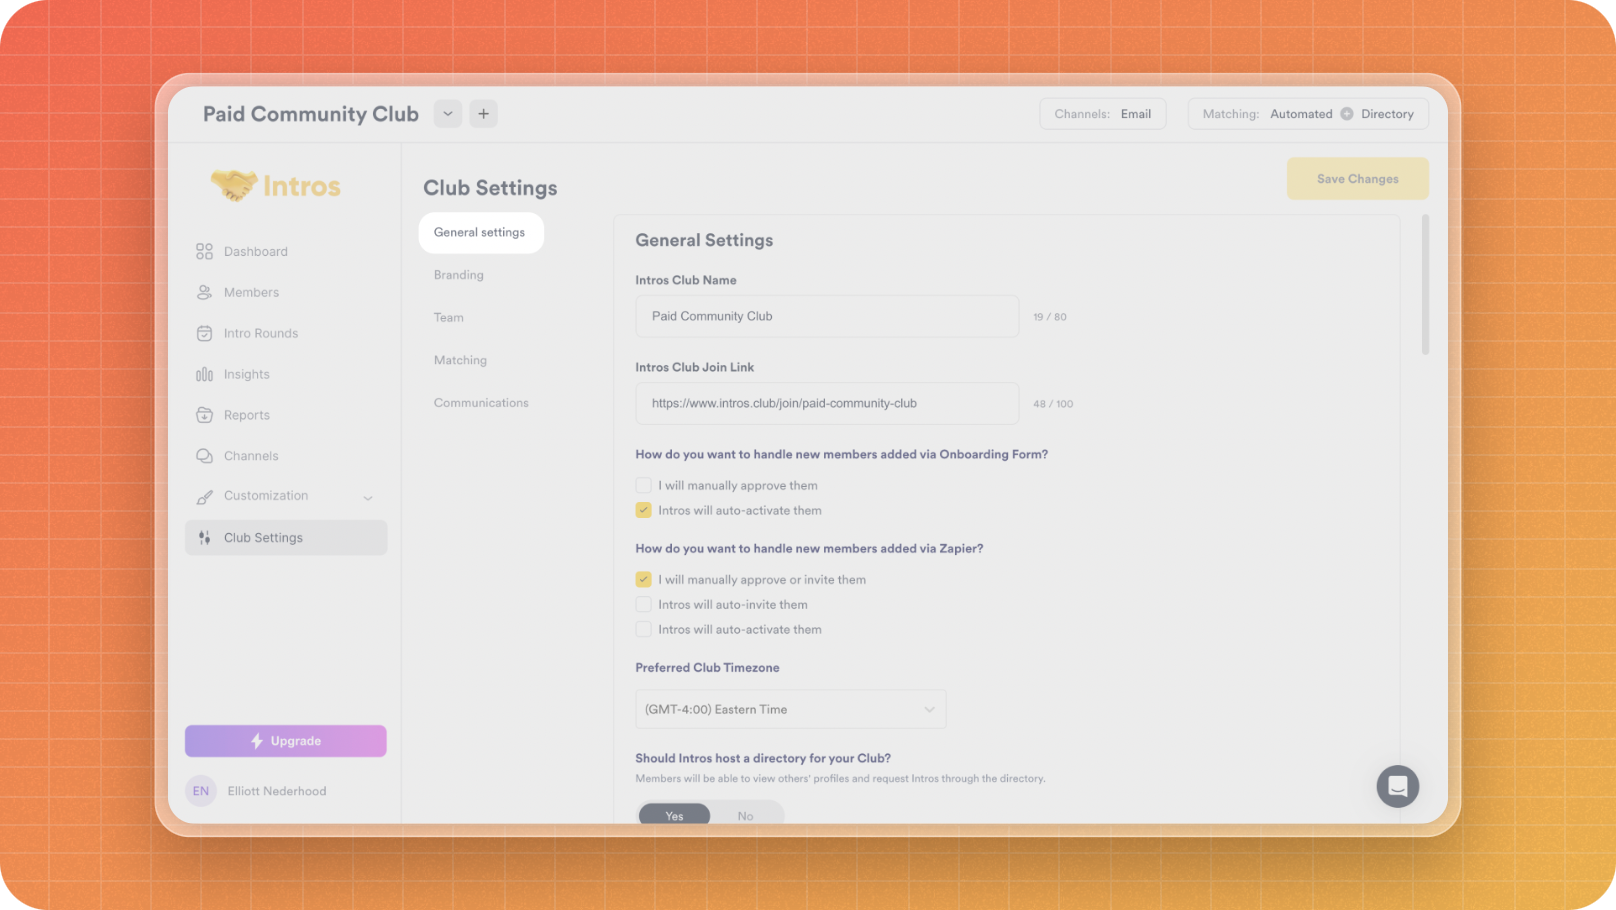 Paid Community Club
Channels: Email
Matching: Automated Directory
Intros
Dashboard
Members
Intro Rounds
Insights
Reports
Channels
Customization
Club Settings
Upgrade
EN Elliott Nederhood
Club Settings
Save Changes
General settings
Branding
Team
Matching
Communications
General Settings
Intros Club Name
Paid Community Club 19 / 80
Intros Club Join Link
https://www.intros.club/join/paid-community-club 48 / 100
How do you want to handle new members added via Onboarding Form?
I will manually approve them
Intros will auto-activate them
How do you want to handle new members added via Zapier?
I will manually approve or invite them
Intros will auto-invite them
Intros will auto-activate them
Preferred Club Timezone
(GMT-4:00) Eastern Time
Should Intros host a directory for your Club?
Members will be able to view others' profiles and request Intros through the directory.
Yes No